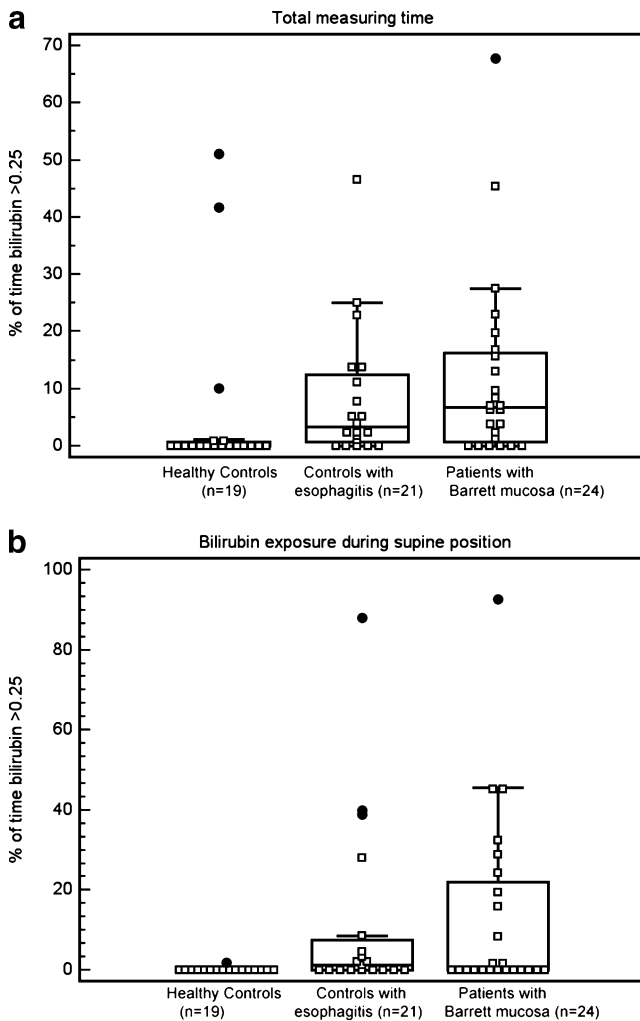 a
Total measuring time
% of time bilirubin >0.25
70
60
50
40
30
20
10
0
Healthy Controls
(n=19)
Controls with
esophagitis (n=21)
Patients with
Barrett mucosa (n=24)
b
Bilirubin exposure during supine position
% of time bilirubin >0.25
100
80
60
40
20
0
Healthy Controls
(n=19)
Controls with
esophagitis (n=21)
Patients with
Barrett mucosa (n=24)